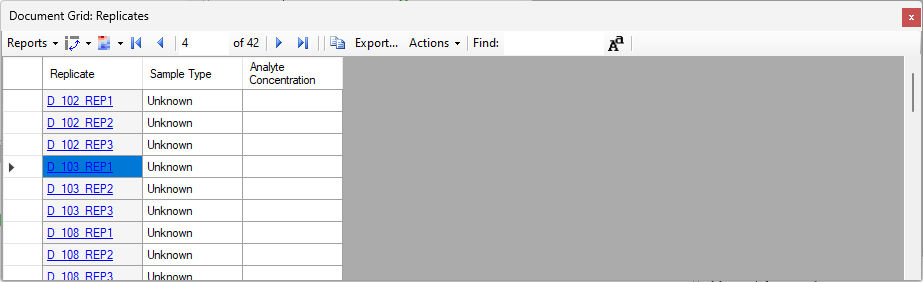 Document Grid: Replicates
x
Reports 4 of 42 Export... Actions Find: Aa
Replicate Sample Type Analyte Concentration
D_102_REP1 Unknown
D_102_REP2 Unknown
D_102_REP3 Unknown
D_103_REP1 Unknown
D_103_REP2 Unknown
D_103_REP3 Unknown
D_108_REP1 Unknown
D_108_REP2 Unknown
D_108_REP3 Unknown